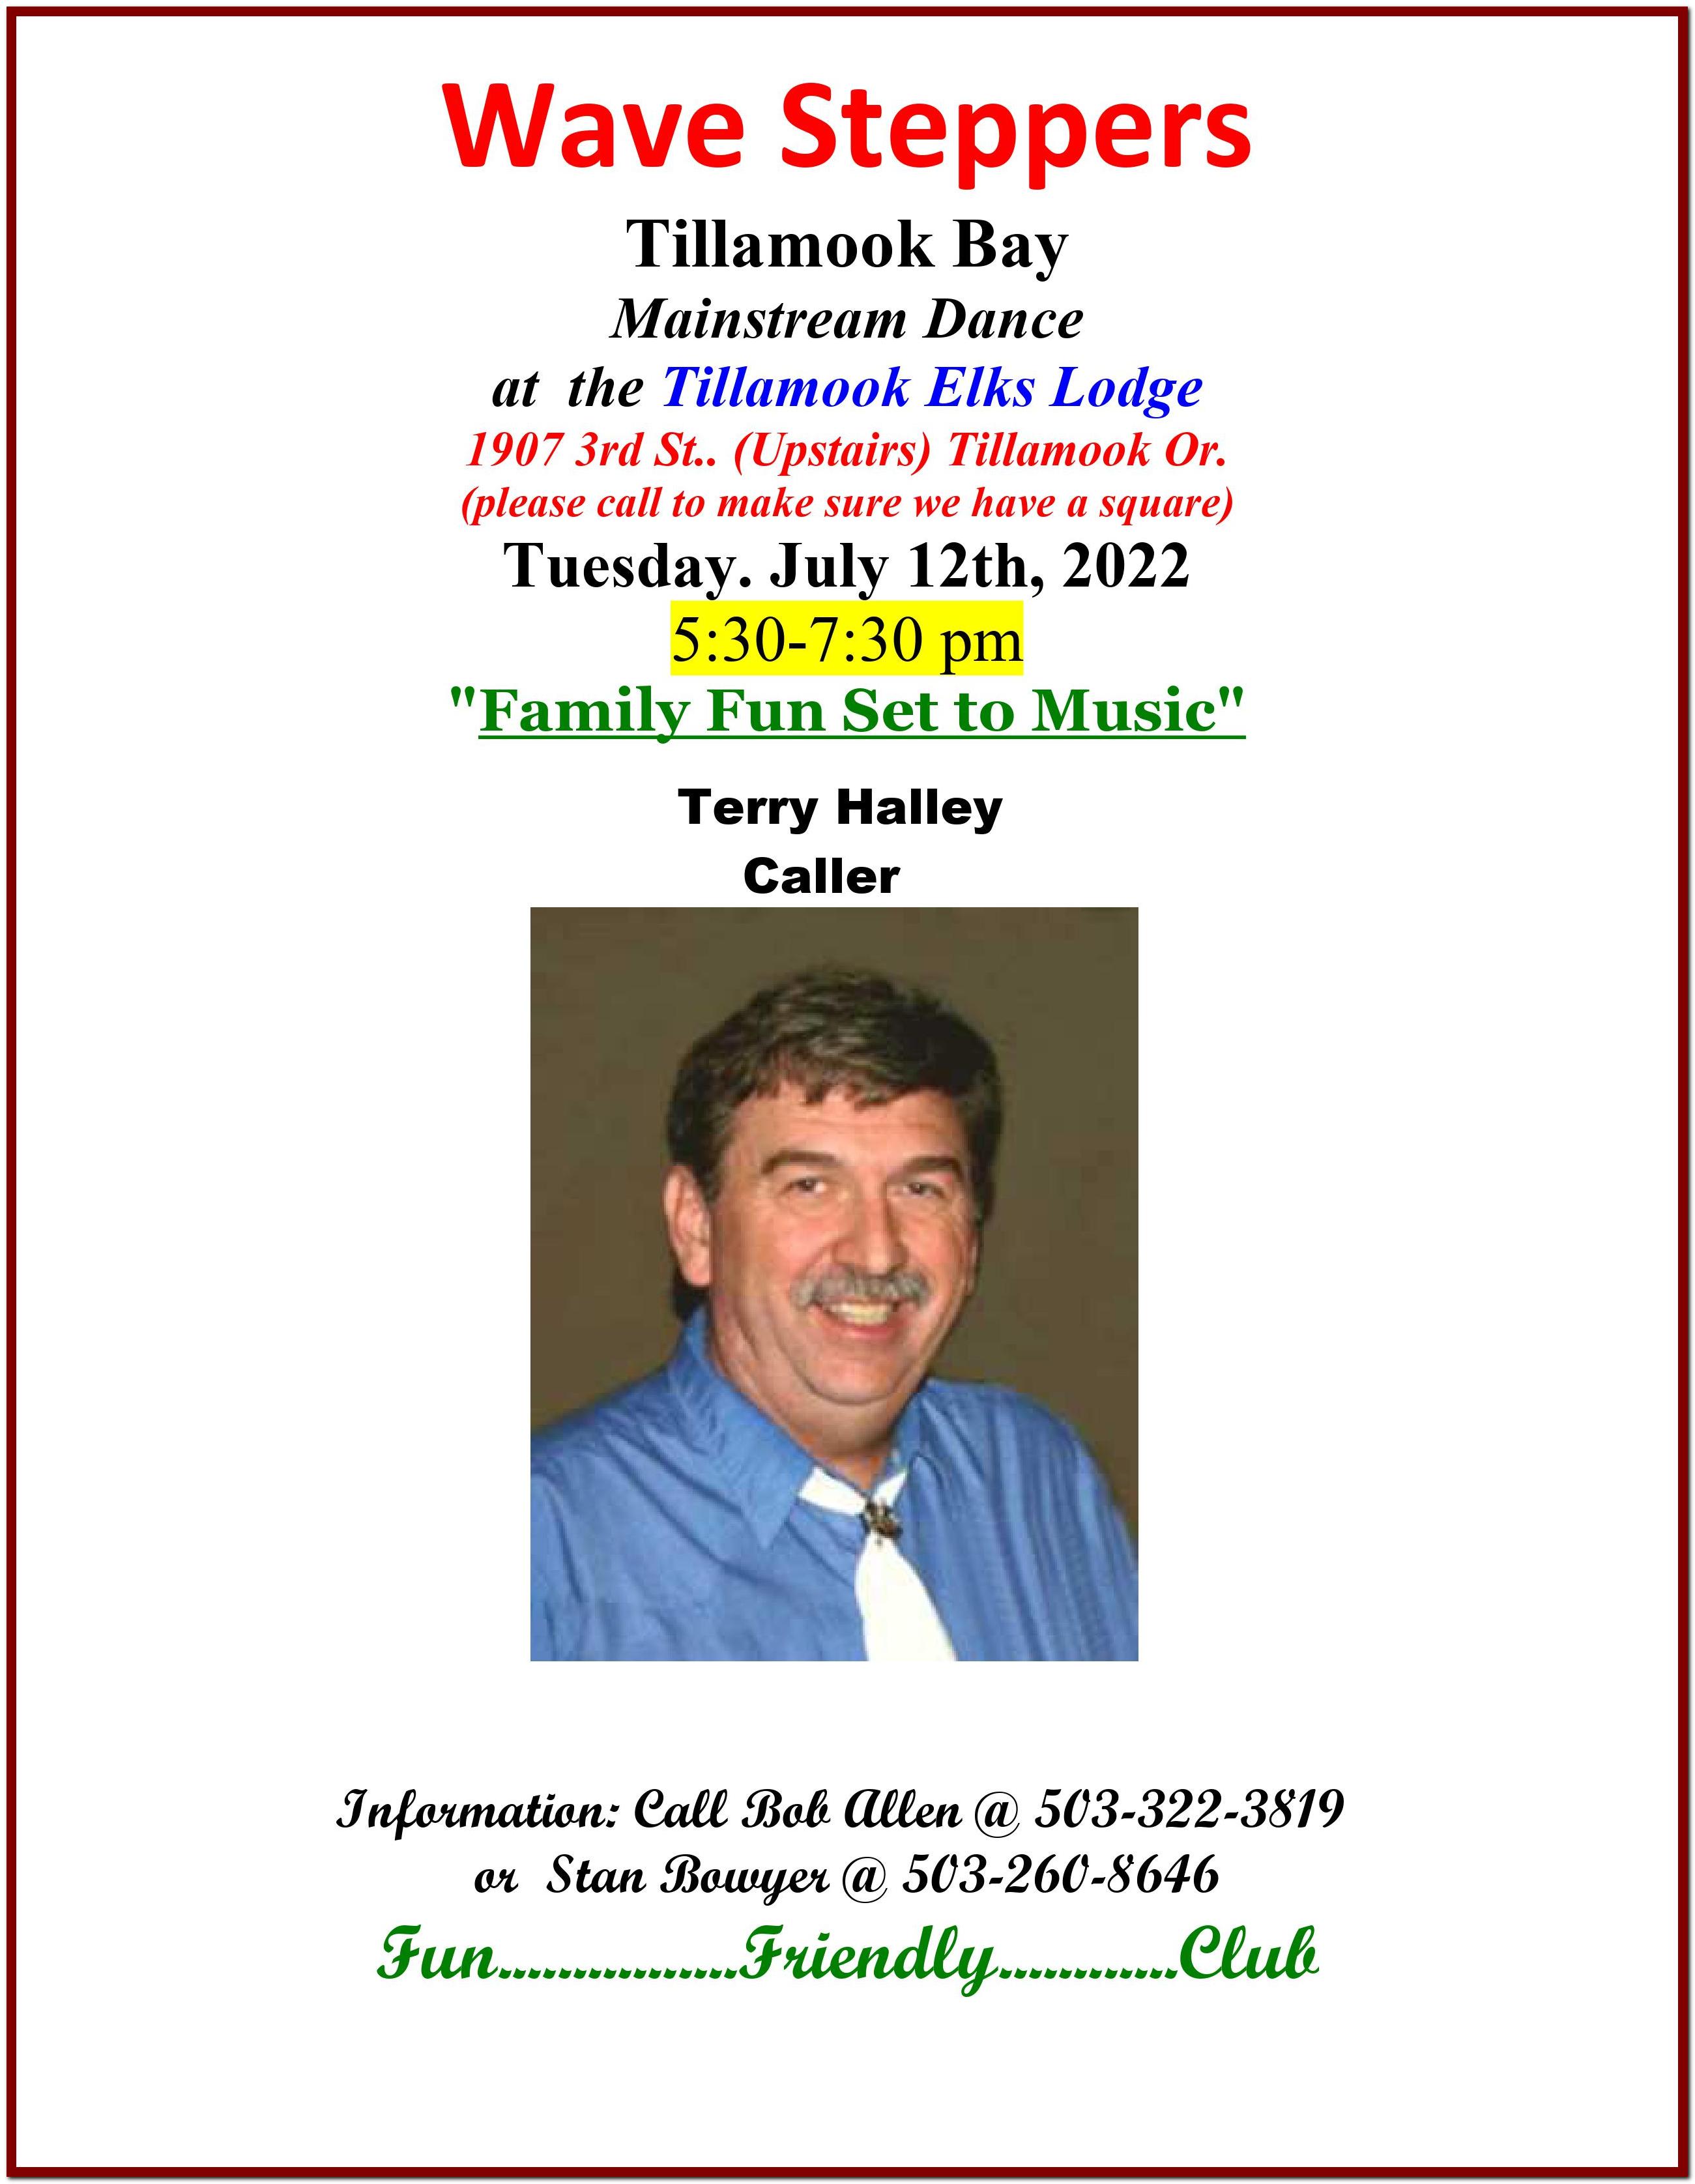 Wave Steppers
Tillamook Bay
Mainstream Dance
at the Tillamook Elks Lodge
1907 3rd St.. (Upstairs) Tillamook Or.
(please call to make sure we have a square)
Tuesday. July 12th, 2022
5:30-7:30 pm
"Family Fun Set to Music"
Terry Halley
Caller
Information: Call Bob Allen @ 503-322-3819
or Stan Bowyer @ 503-260-8646
Fun................Friendly............Club